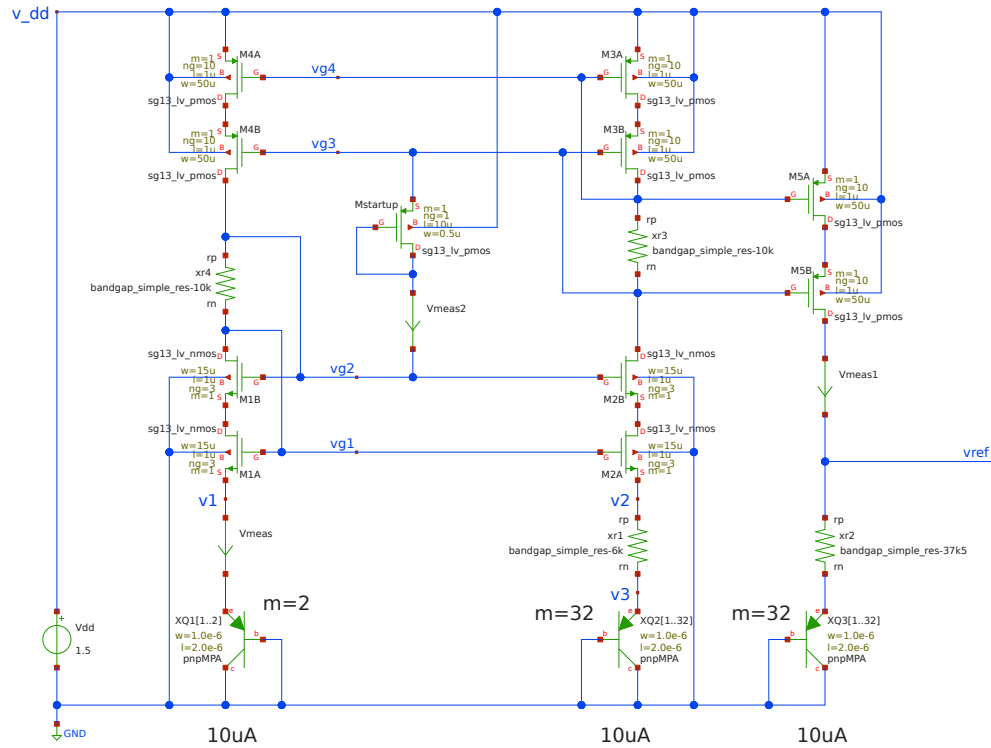 v_dd
m=1
ng=10
l=1u
w=50u
S
B
G
D
M4A
sg13_lv_pmos
vg4
M3A
m=1
ng=10
l=1u
w=50u
S
B
G
D
sg13_lv_pmos
m=1
ng=10
l=1u
w=50u
S
B
G
D
M4B
sg13_lv_pmos
vg3
M3B
m=1
ng=10
l=1u
w=50u
S
B
G
D
sg13_lv_pmos
Mstartup
S
G
B
D
m=1
ng=1
l=10u
w=0.5u
sg13_lv_pmos
M5A
S
G
B
D
m=1
ng=10
l=1u
w=50u
sg13_lv_pmos
rp
xr4
bandgap_simple_res-10k
rn
rp
xr3
bandgap_simple_res-10k
rn
M5B
S
G
B
D
m=1
ng=10
l=1u
w=50u
sg13_lv_pmos
Vmeas2
sg13_lv_nmos
D
w=15u
l=1u
ng=3
m=1
B
G
S
M1B
vg2
sg13_lv_nmos
D
w=15u
l=1u
ng=3
m=1
G
B
S
M2B
Vmeas1
sg13_lv_nmos
D
w=15u
l=1u
ng=3
m=1
B
G
S
M1A
vg1
sg13_lv_nmos
D
w=15u
l=1u
ng=3
m=1
G
B
S
M2A
vref
v1
v2
Vmeas
rp
xr1
bandgap_simple_res-6k
rn
rp
xr2
bandgap_simple_res-37k5
rn
v3
m=2
m=32
m=32
+
Vdd
1.5
e
b
c
XQ1[1..2]
w=1.0e-6
l=2.0e-6
pnpMPA
e
b
c
XQ2[1..32]
w=1.0e-6
l=2.0e-6
pnpMPA
e
b
c
XQ3[1..32]
w=1.0e-6
l=2.0e-6
pnpMPA
GND
10uA
10uA
10uA